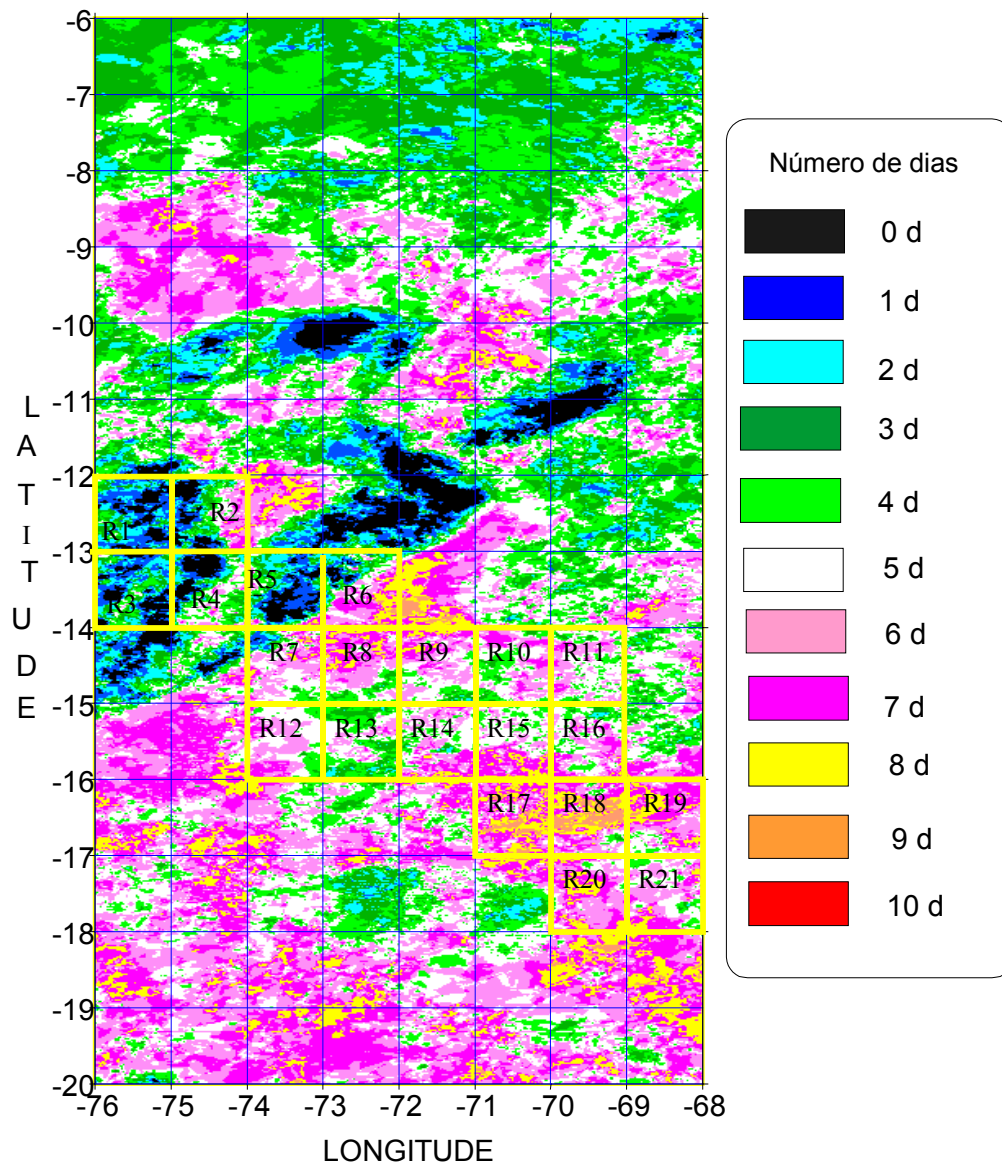 -6
-7
-8
-9
-10
-11
-12
-13
-14
-15
-16
-17
-18
-19
-20
L
A
T
I
T
U
D
E
R1
R2
R3
R4
R5
R6
R7
R8
R9
R10
R11
R12
R13
R14
R15
R16
R17
R18
R19
R20
R21
-76
-75
-74
-73
-72
-71
-70
-69
-68
LONGITUDE
Número de dias
0 d
1 d
2 d
3 d
4 d
5 d
6 d
7 d
8 d
9 d
10 d